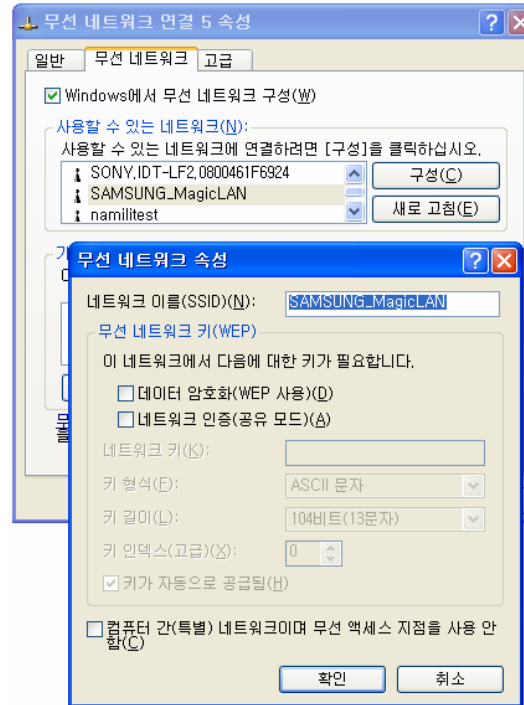 무선 네트워크 연결 5 속성
일반
무선 네트워크
고급
Windows에서 무선 네트워크 구성(W)
사용할 수 있는 네트워크(N):
사용할 수 있는 네트워크에 연결하려면 [구성]을 클릭하십시오.
SONY,IDT-LF2,0800461F6924
SAMSUNG_MagicLAN
namilitest
구성(C)
새로 고침(E)
무선 네트워크 속성
네트워크 이름(SSID)(N):
SAMSUNG_MagicLAN
무선 네트워크 키(WEP)
이 네트워크에서 다음에 대한 키가 필요합니다.
데이터 암호화(WEP 사용)(D)
네트워크 인증(공유 모드)(A)
네트워크 키(K):
키 형식(F):
ASCII 문자
키 길이(L):
104비트(13문자)
키 인덱스(고급)(X):
0
키가 자동으로 공급됨(H)
컴퓨터 간(특별) 네트워크이며 무선 액세스 지점을 사용 안
함(C)
확인
취소